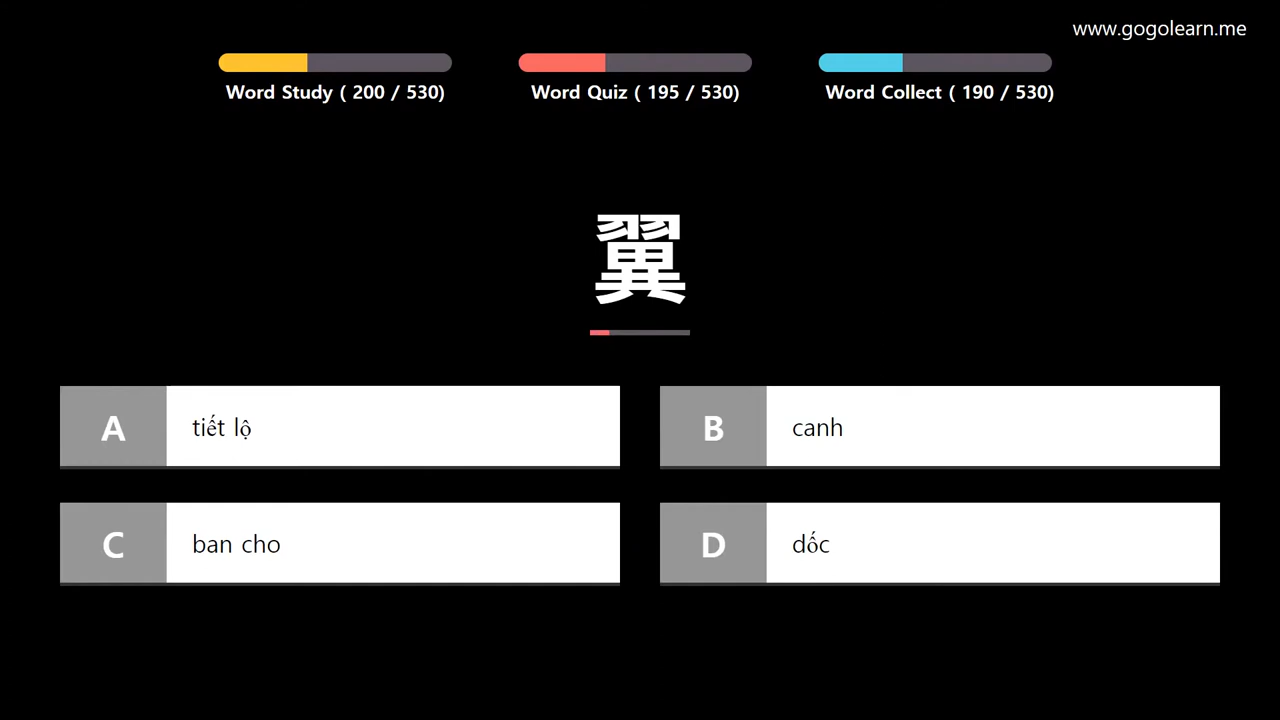 www.gogolearn.me
Word Study ( 200 / 530)
Word Quiz ( 195 / 530)
Word Collect ( 190 / 530)
翼
A tiết lộ
B canh
C ban cho
D dốc